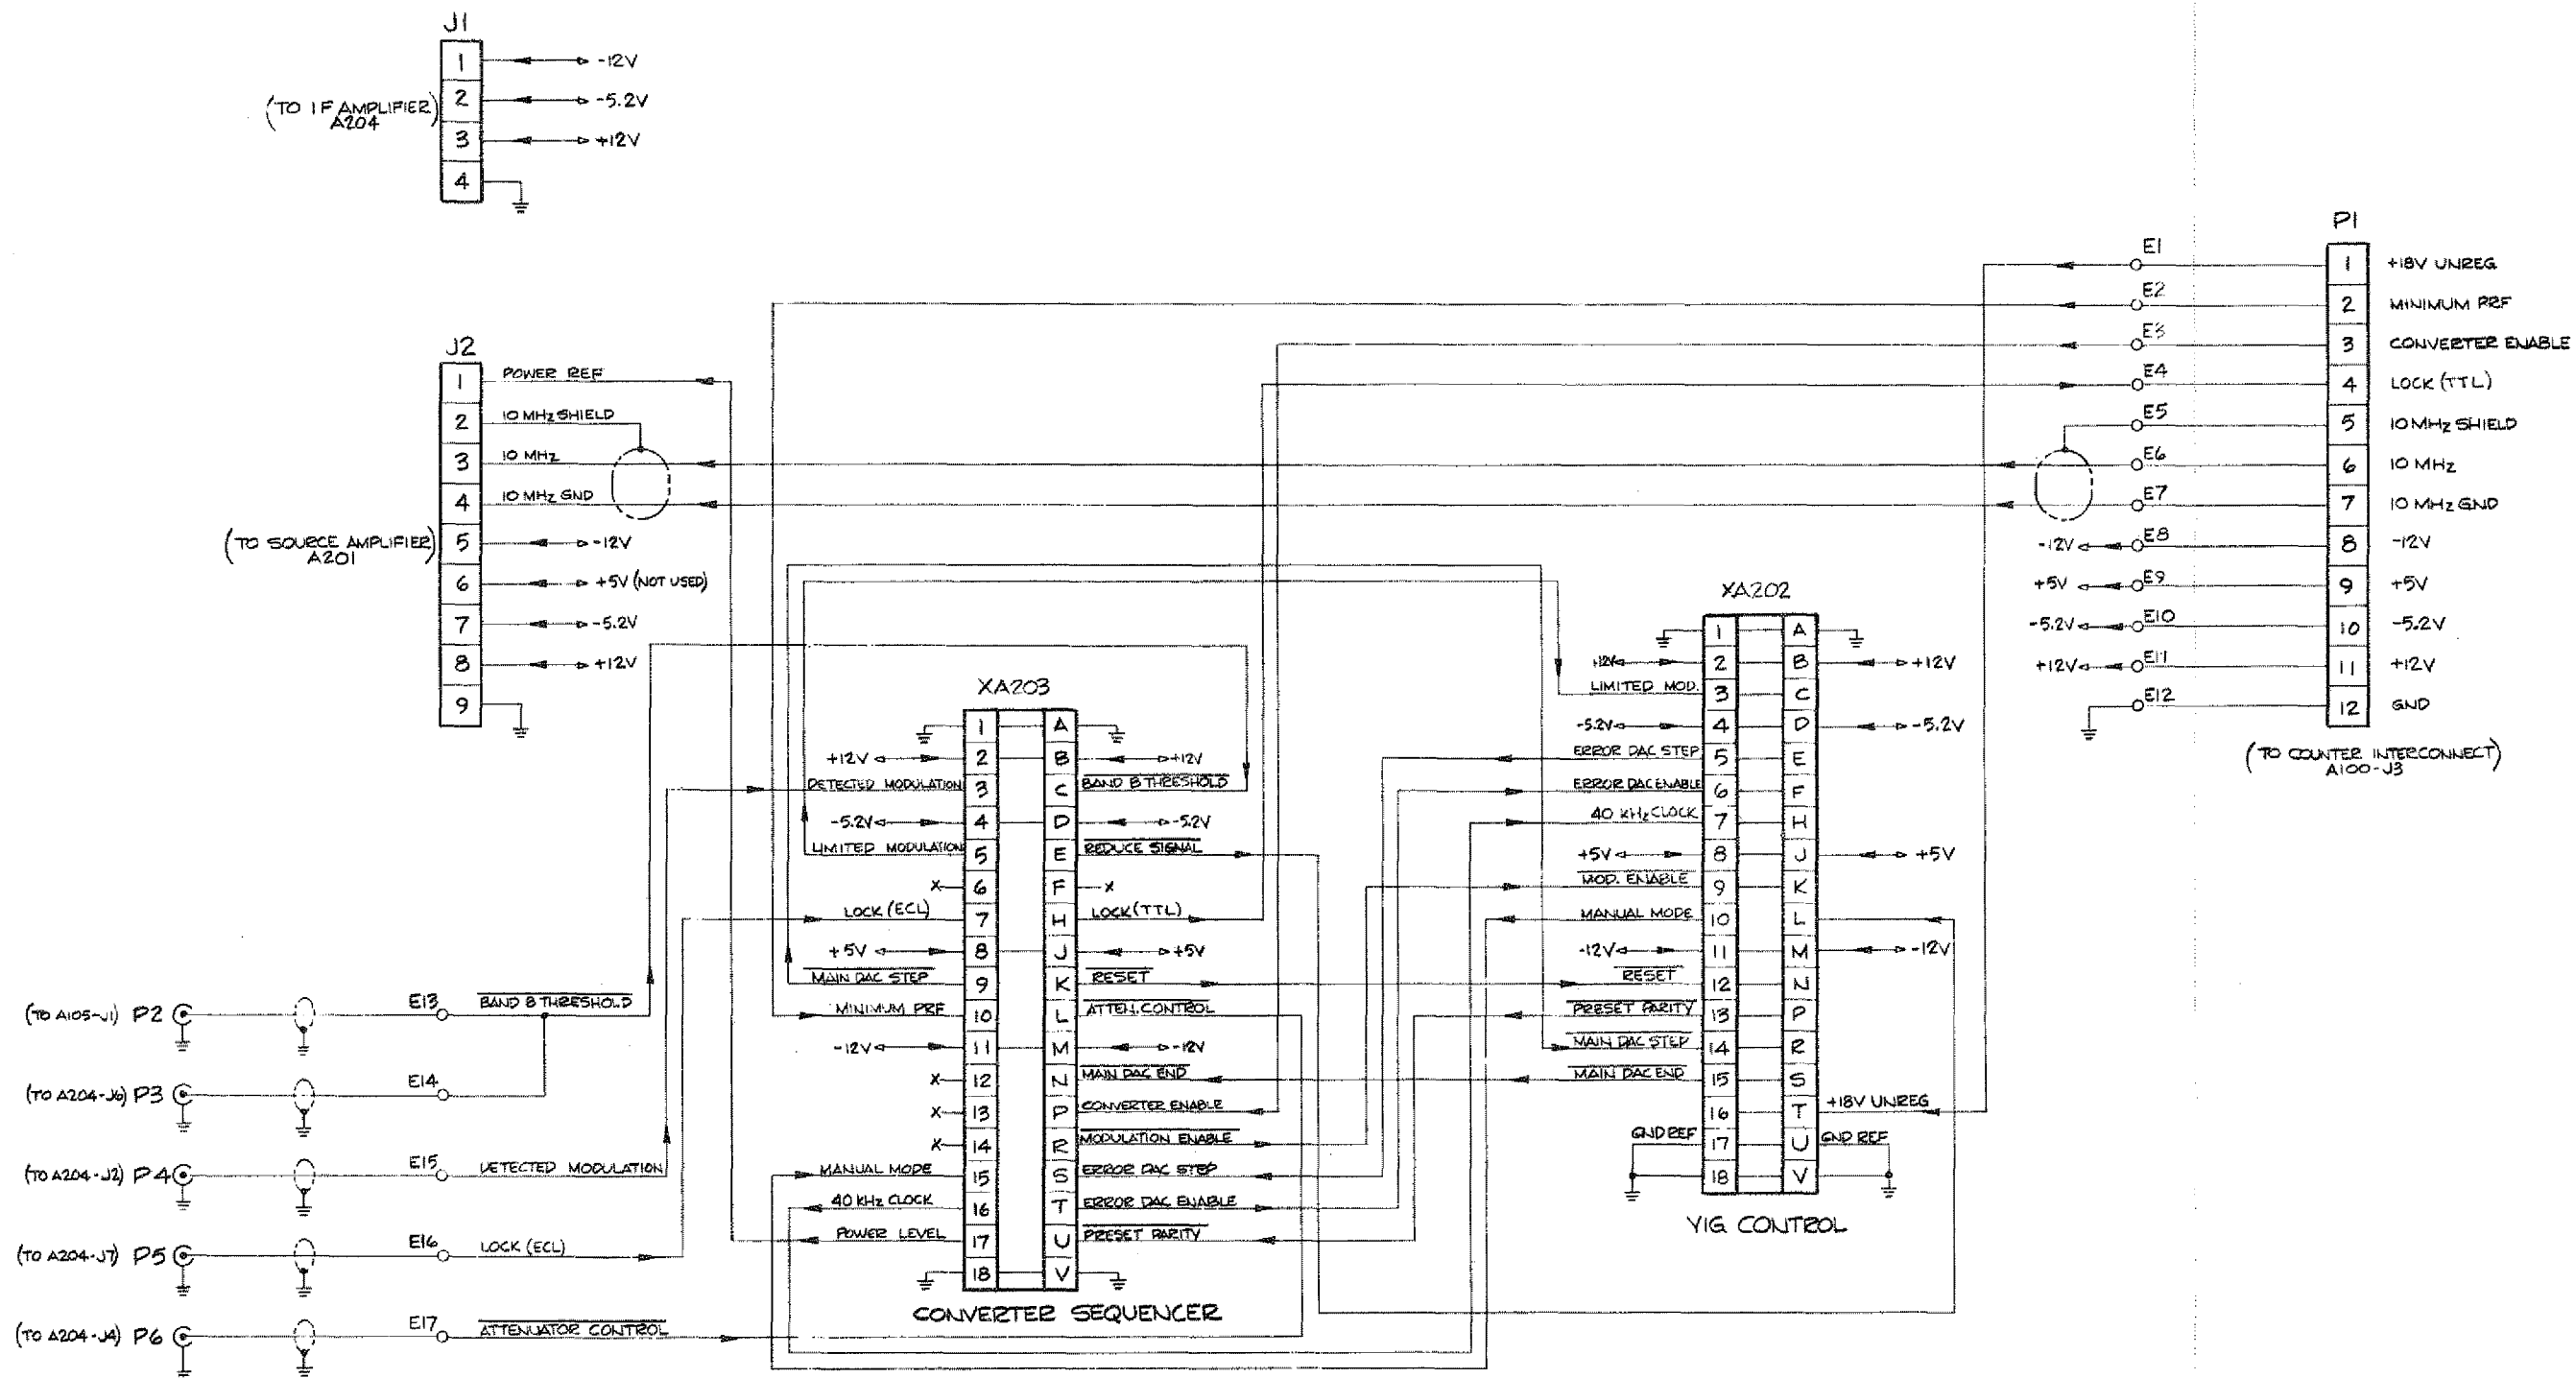 J1
1 -12V
2 -5.2V
3 +12V
4
(TO IF AMPLIFIER)
A204
J2
1 POWER REF
2 10 MHz SHIELD
3 10 MHz
4 10 MHz GND
5 -12V
6 +5V (NOT USED)
7 -5.2V
8 +12V
9
(TO SOURCE AMPLIFIER)
A201
P1
E1 1 +18V UNREG
E2 2 MINIMUM PRF
E3 3 CONVERTER ENABLE
E4 4 LOCK (TTL)
E5 5 10 MHz SHIELD
E6 6 10 MHz
E7 7 10 MHz GND
-12V E8 8 -12V
+5V E9 9 +5V
-5.2V E10 10 -5.2V
+12V E11 11 +12V
E12 12 GND
(TO COUNTER INTERCONNECT)
A100-J3
XA203
1 A
+12V 2 B +12V
DETECTED MODULATION 3 C BAND B THRESHOLD
-5.2V 4 D -5.2V
LIMITED MODULATION 5 E REDUCE SIGNAL
X 6 F X
LOCK (ECL) 7 H LOCK (TTL)
+5V 8 J +5V
MAIN DAC STEP 9 K RESET
MINIMUM PRF 10 L ATTEN. CONTROL
-12V 11 M -12V
X 12 N MAIN DAC END
X 13 P CONVERTER ENABLE
X 14 R MODULATION ENABLE
MANUAL MODE 15 S ERROR DAC STEP
40 KHz CLOCK 16 T ERROR DAC ENABLE
POWER LEVEL 17 U PRESET PARITY
18 V
CONVERTER SEQUENCER
XA202
1 A
+12V 2 B +12V
LIMITED MOD. 3 C
-5.2V 4 D -5.2V
ERROR DAC STEP 5 E
ERROR DAC ENABLE 6 F
40 KHz CLOCK 7 H
+5V 8 J +5V
MOD. ENABLE 9 K
MANUAL MODE 10 L
-12V 11 M -12V
RESET 12 N
PRESET PARITY 13 P
MAIN DAC STEP 14 R
MAIN DAC END 15 S
16 T +18V UNREG
GND REF 17 U GND REF
18 V
YIG CONTROL
(TO A105-J1) P2 E13 BAND B THRESHOLD
(TO A204-J6) P3 E14
(TO A204-J2) P4 E15 DETECTED MODULATION
(TO A204-J7) P5 E16 LOCK (ECL)
(TO A204-J4) P6 E17 ATTENUATOR CONTROL